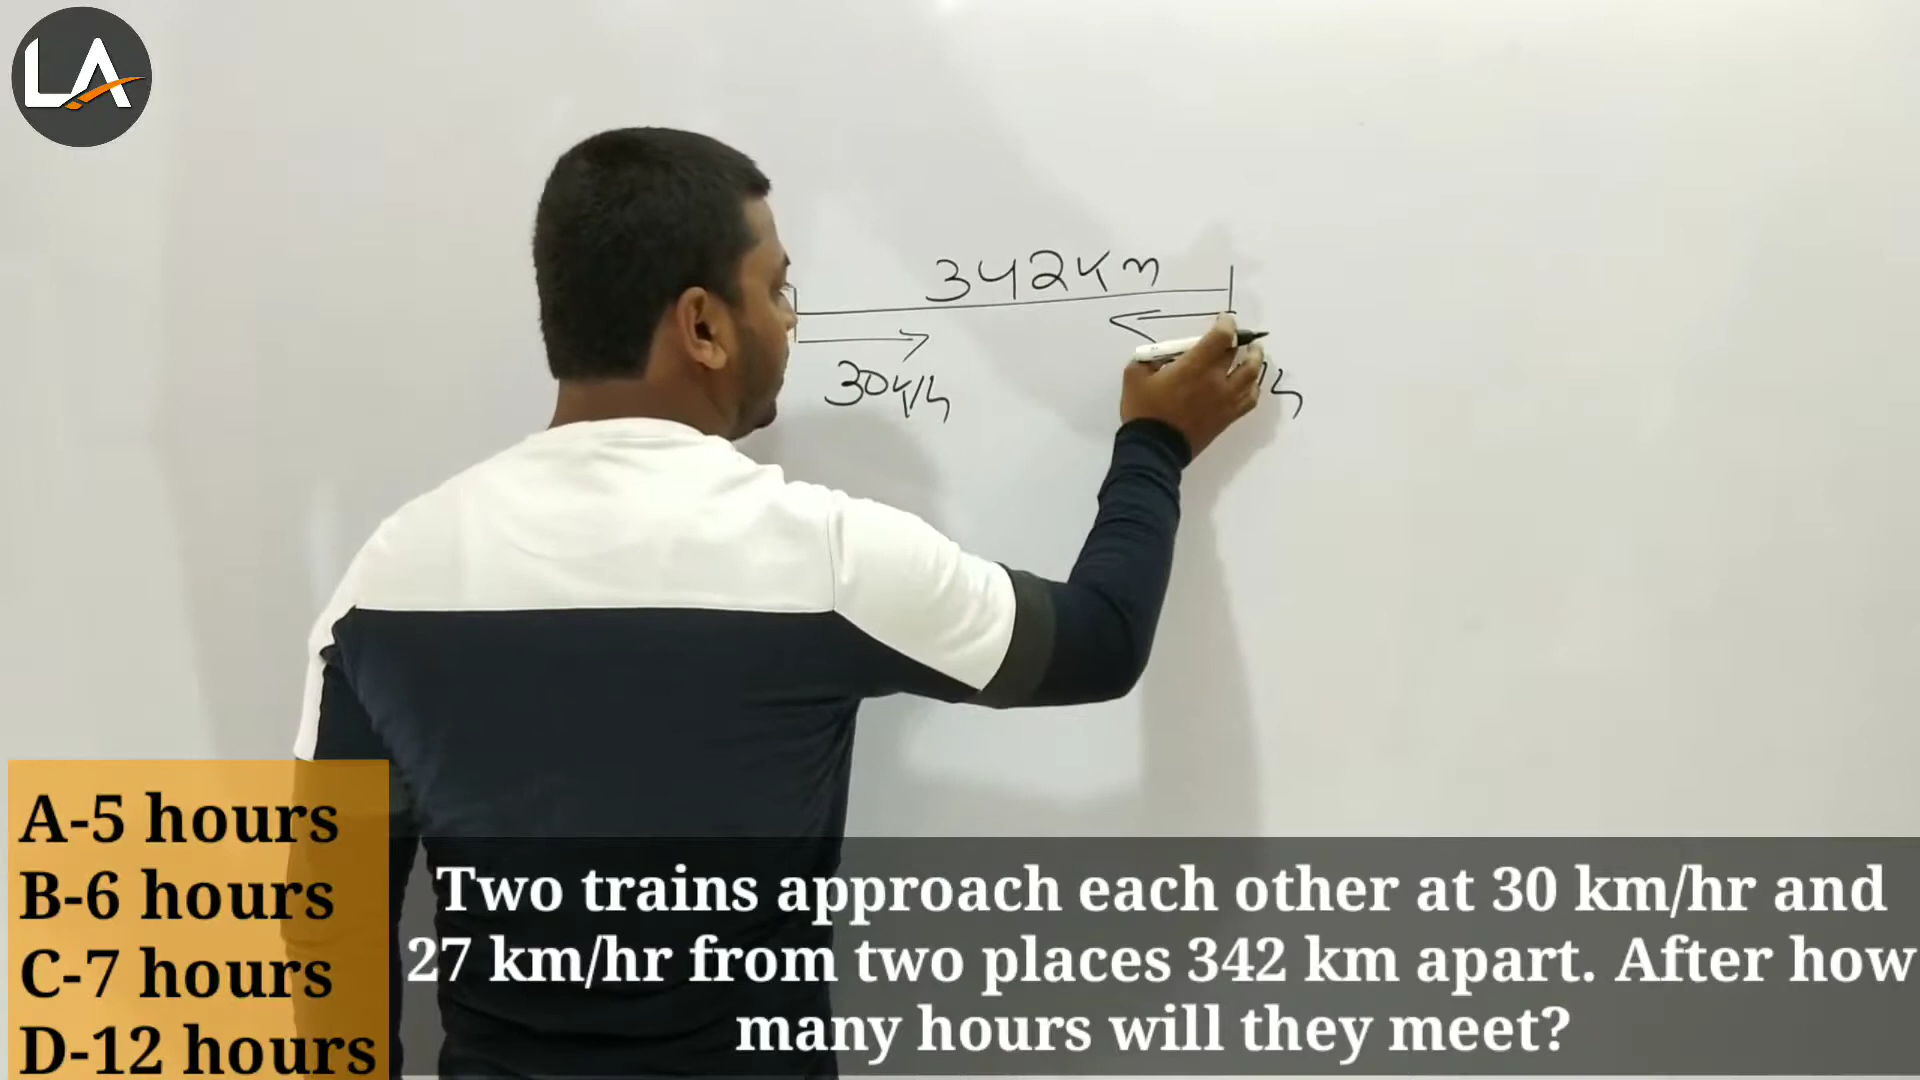 LA
342Km
30K/h
/h
A-5 hours
B-6 hours
C-7 hours
D-12 hours
Two trains approach each other at 30 km/hr and
27 km/hr from two places 342 km apart. After how
many hours will they meet?